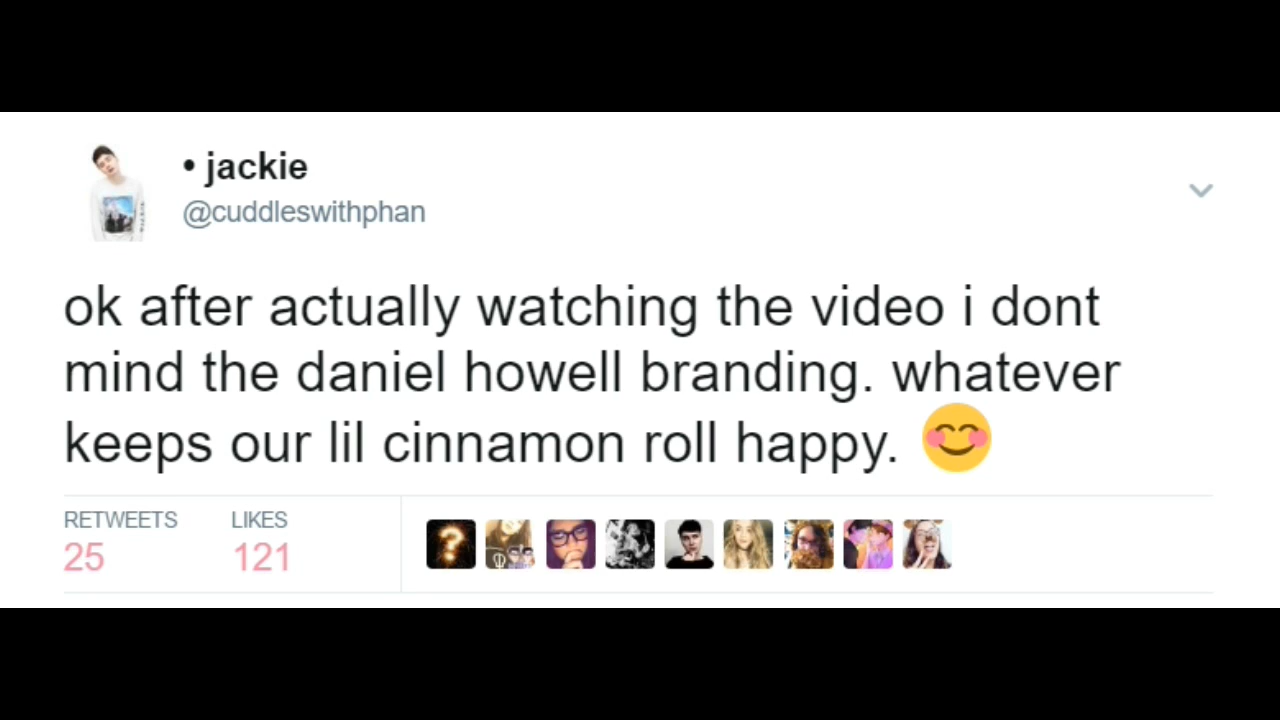 • jackie
@cuddleswithphan
ok after actually watching the video i dont
mind the daniel howell branding. whatever
keeps our lil cinnamon roll happy. 😊
RETWEETS LIKES
25 121